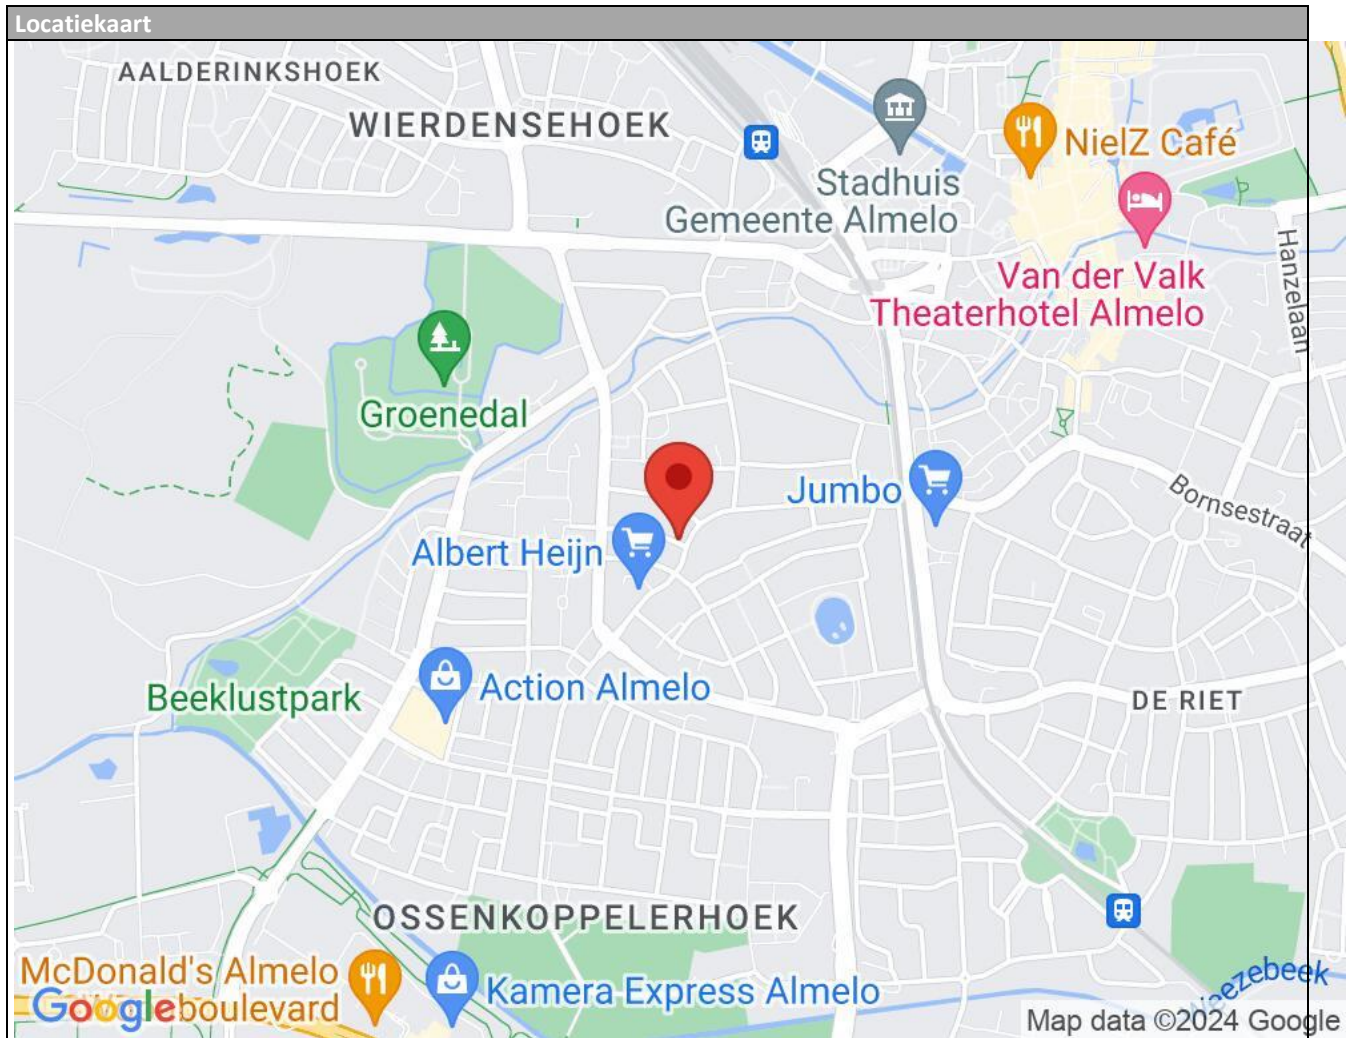 Locatiekaart
AALDERINKSHOEK
WIERDENSEHOEK
NielZ Café
Stadhuis
Gemeente Almelo
Van der Valk
Theaterhotel Almelo
Hanzelaan
Groenedal
Jumbo
Bornsestraat
Albert Heijn
Beeklustpark
Action Almelo
DE RIET
OSSENKOPPELERHOEK
McDonald's Almelo
Google
boulevard
Kamera Express Almelo
Weezebeek
Map data ©2024 Google